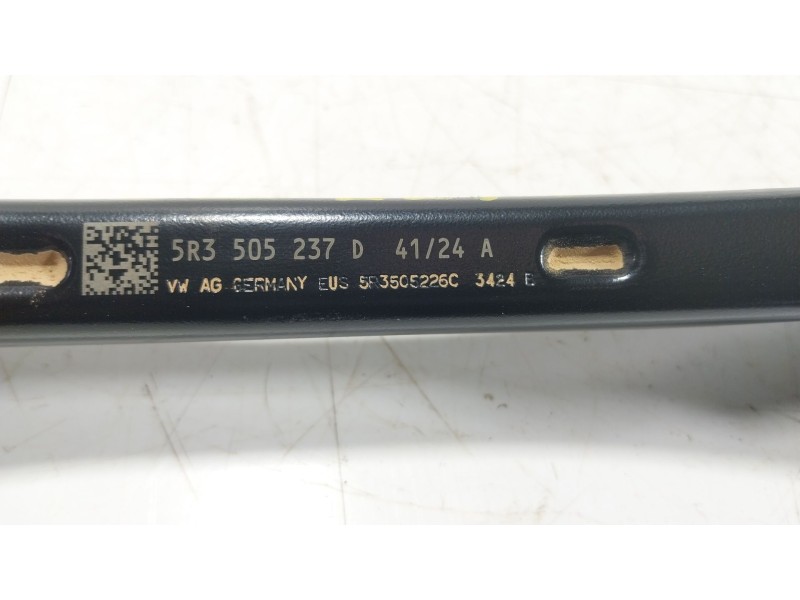 5R3 505 237 D 41/24 A
VW AG GERMANY EUS 5R3505226C 3424 B